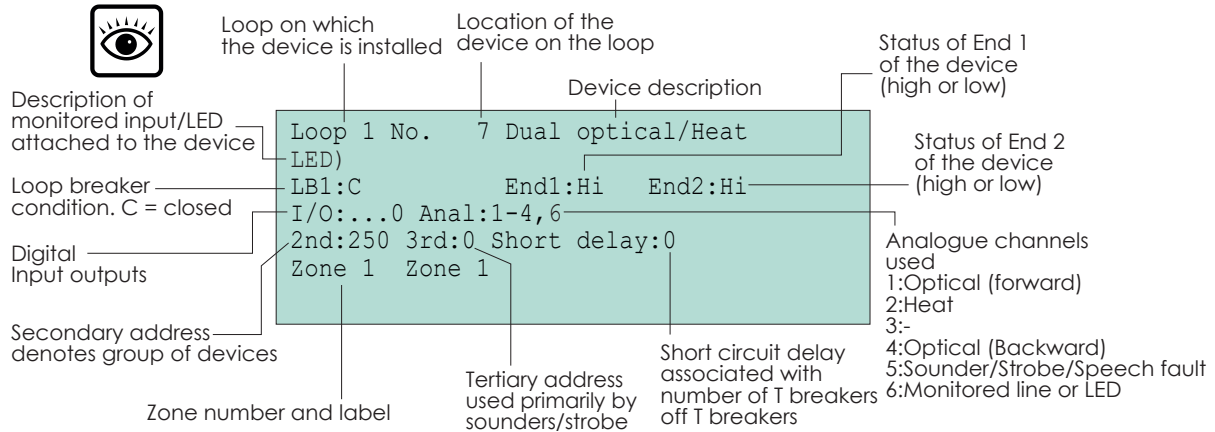 Loop on which
the device is installed
Location of the
device on the loop
Device description
Status of End 1
of the device
(high or low)
Description of
monitored input/LED
attached to the device
Loop breaker
condition. C = closed
Digital
Input outputs
Secondary address
denotes group of devices
Zone number and label
Loop 1 No.   7 Dual optical/Heat
LED)
LB1:C          End1:Hi   End2:Hi
I/O:...0 Anal:1-4,6
2nd:250 3rd:0 Short delay:0
Zone 1  Zone 1
Status of End 2
of the device
(high or low)
Analogue channels
used
1:Optical (forward)
2:Heat
3:-
4:Optical (Backward)
5:Sounder/Strobe/Speech fault
6:Monitored line or LED
Tertiary address
used primarily by
sounders/strobe
Short circuit delay
associated with
number of T breakers
off T breakers